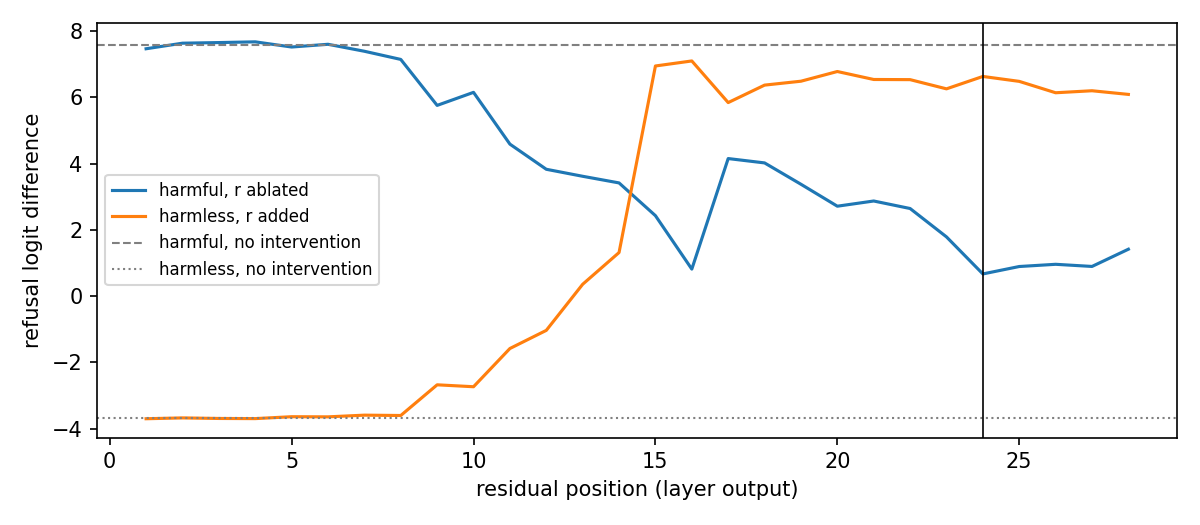 8
6
4
2
0
−2
−4
refusal logit difference
harmful, r ablated
harmless, r added
harmful, no intervention
harmless, no intervention
0
5
10
15
20
25
residual position (layer output)